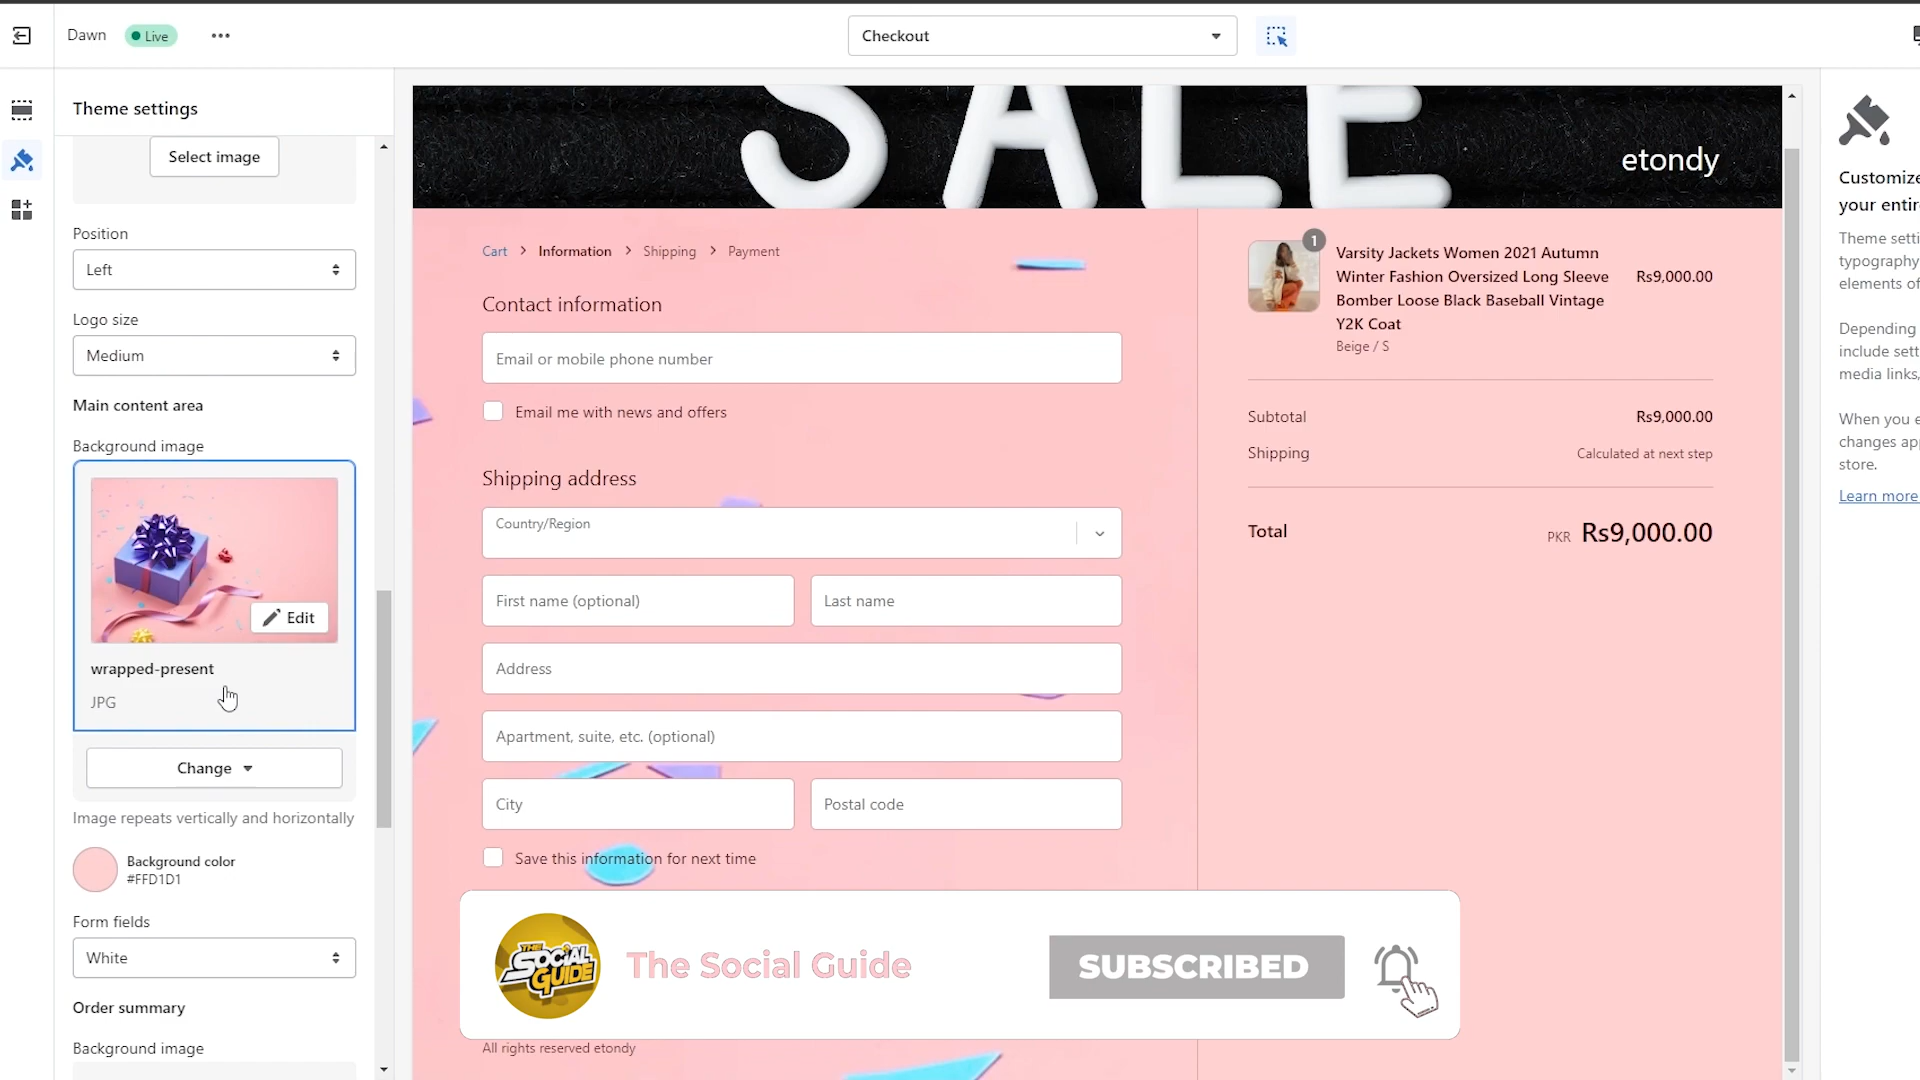 Dawn
Live
Checkout
Theme settings
Select image
Position
Left
Logo size
Medium
Main content area
Background image
Edit
wrapped-present
JPG
Change
Image repeats vertically and horizontally
Background color
#FFD1D1
Form fields
White
Order summary
Background image
SALE
etondy
Cart
Information
Shipping
Payment
Contact information
Email or mobile phone number
Email me with news and offers
Shipping address
Country/Region
First name (optional)
Last name
Address
Apartment, suite, etc. (optional)
City
Postal code
Save this information for next time
THE SOCIAL GUIDE
The Social Guide
SUBSCRIBED
All rights reserved etondy
1
Varsity Jackets Women 2021 Autumn
Winter Fashion Oversized Long Sleeve
Bomber Loose Black Baseball Vintage
Y2K Coat
Beige / S
Rs9,000.00
Subtotal
Rs9,000.00
Shipping
Calculated at next step
Total
PKR Rs9,000.00
Customize
your
Theme
typography
elements of
Depending
include
media links,
When you
changes
store.
Learn more